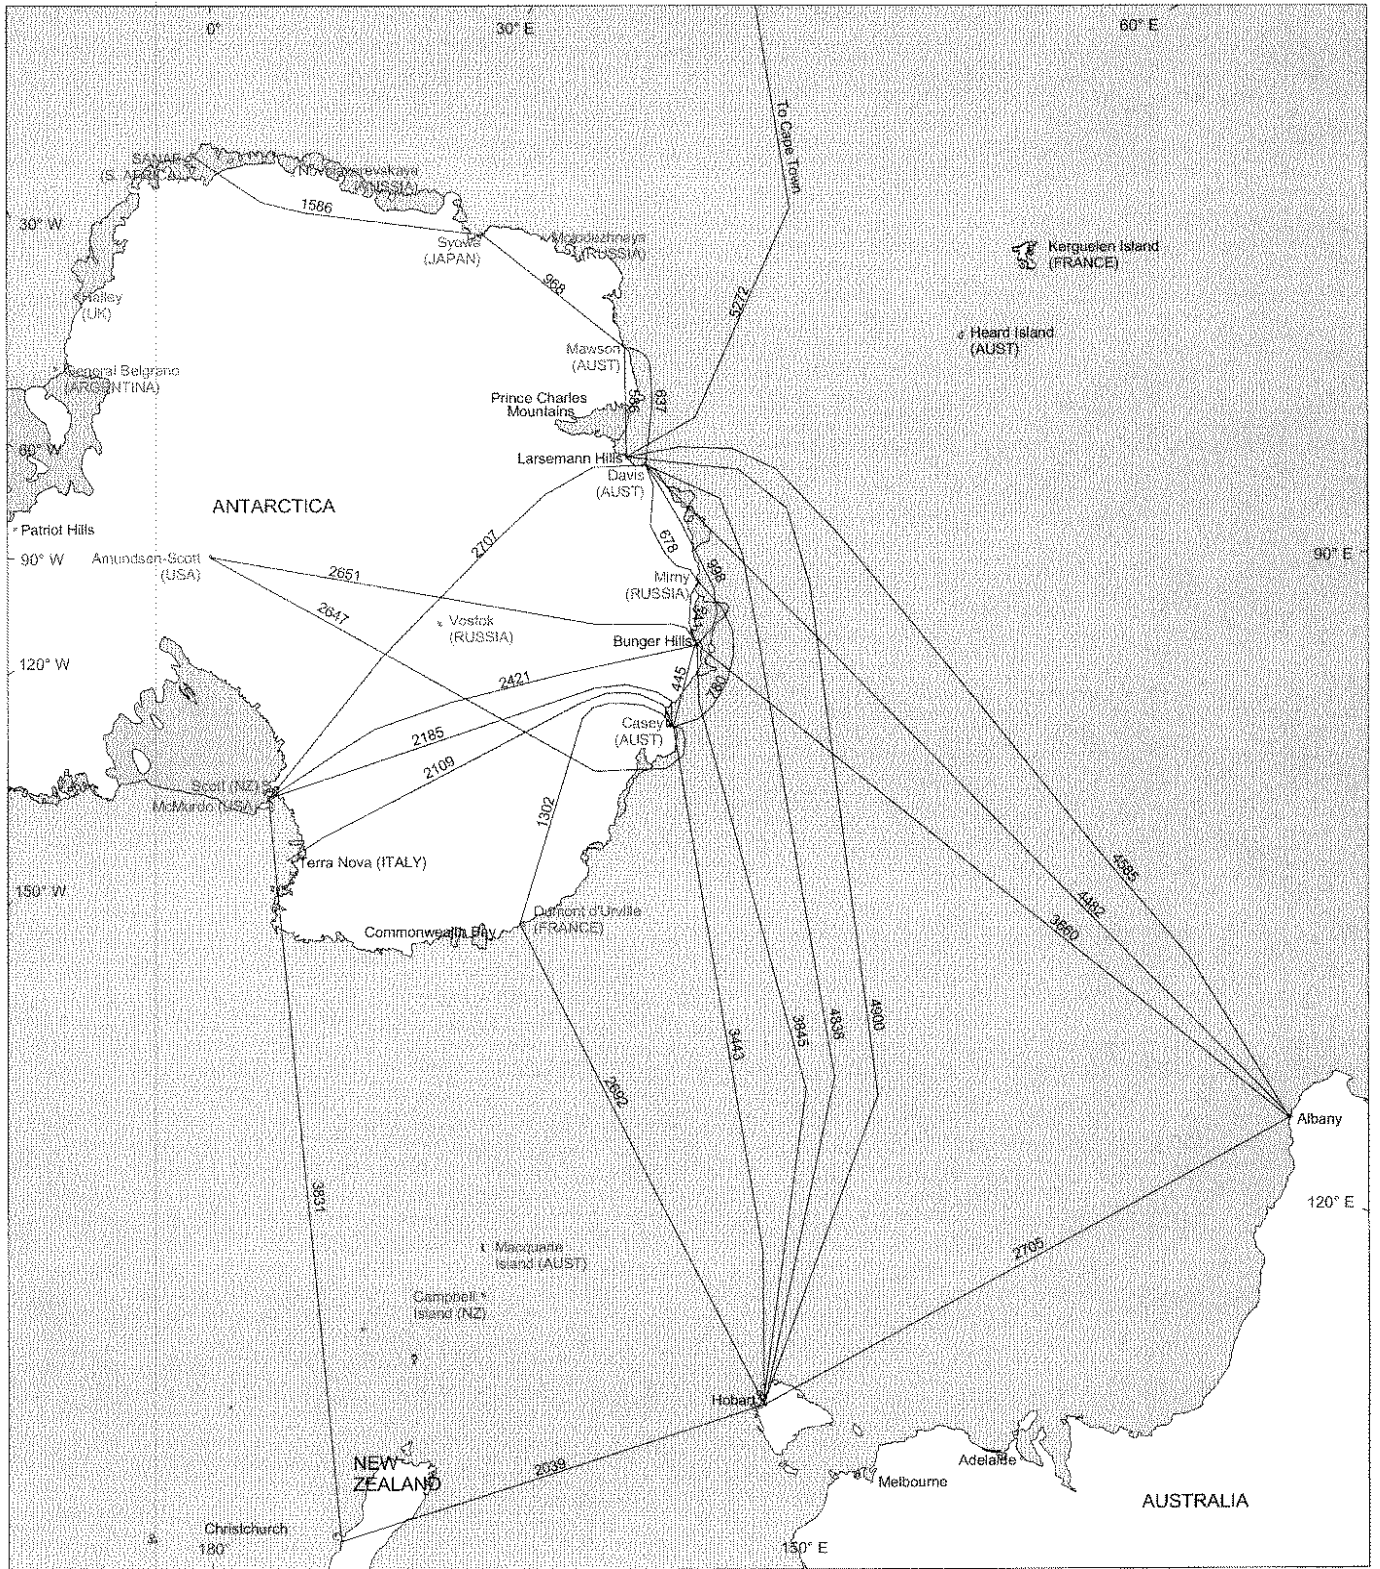 0°
30° E
60° E
To Cape Town
SANAE
(S. AFRICA)
Novolazarevskaya
(RUSSIA)
1586
30° W
Syowa
(JAPAN)
Molodezhnaya
(RUSSIA)
Kerguelen Island
(FRANCE)
968
Halley
(UK)
5272
Heard Island
(AUST)
Mawson
(AUST)
General Belgrano
(ARGENTINA)
586
637
Prince Charles
Mountains
60° W
Larsemann Hills
Davis
(AUST)
ANTARCTICA
Patriot Hills
2707
678
90° W
Amundsen-Scott
(USA)
90° E
2651
998
Mirny
(RUSSIA)
2647
Vostok
(RUSSIA)
Bunger Hills
120° W
2421
445
780
Casey
(AUST)
2185
2109
Scott (NZ)
McMurdo (USA)
1302
Terra Nova (ITALY)
4585
150° W
4482
3660
Dumont d'Urville
(FRANCE)
Commonwealth Bay
4900
4838
3845
3443
2692
Albany
3831
120° E
2705
Macquarie
Island (AUST)
Campbell
Island (NZ)
Hobart
NEW
ZEALAND
2039
Adelaide
Melbourne
AUSTRALIA
Christchurch
180°
150° E